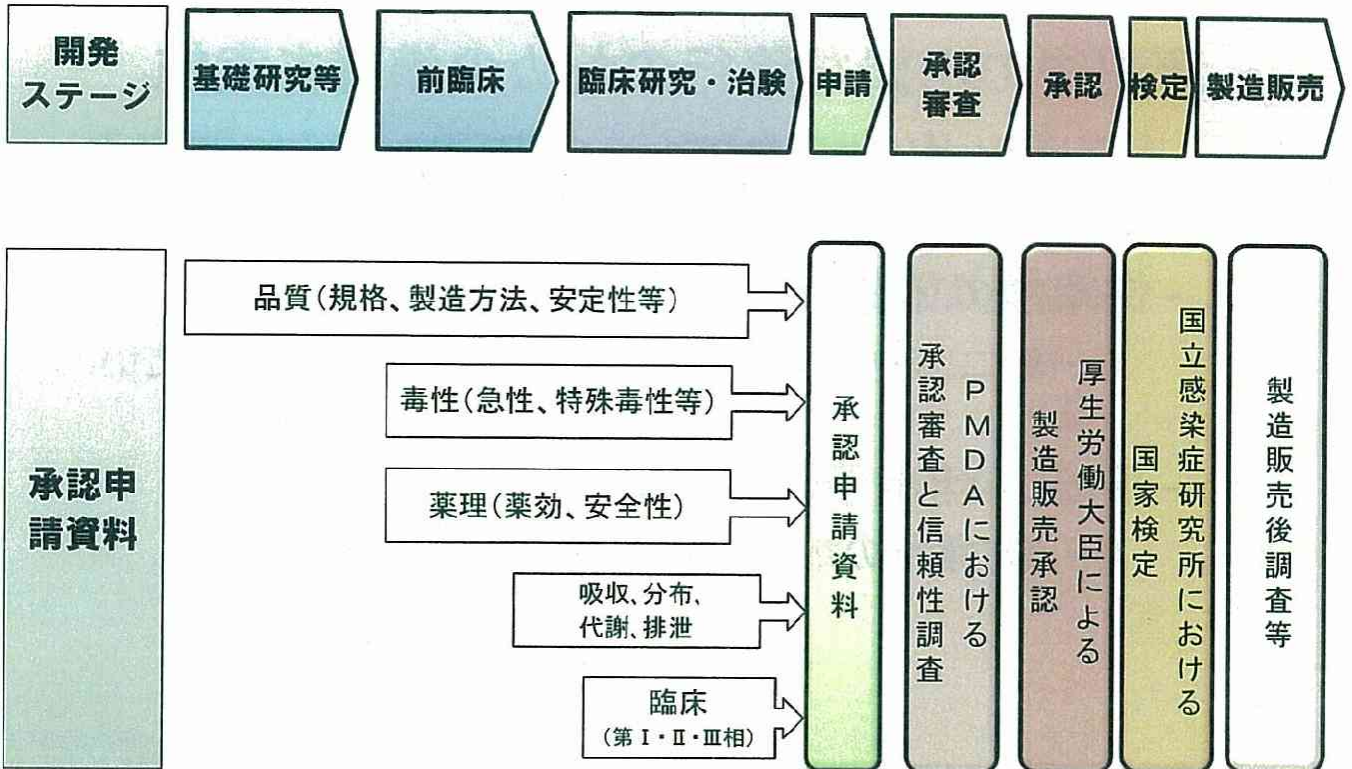 開発
ステージ
基礎研究等
前臨床
臨床研究・治験
申請
承認
審査
承認
検定
製造販売
承認申
請資料
品質(規格、製造方法、安定性等)
毒性(急性、特殊毒性等)
薬理(薬効、安全性)
吸収、分布、
代謝、排泄
臨床
(第Ⅰ・Ⅱ・Ⅲ相)
承認申請資料
PMDAにおける
承認審査と信頼性調査
厚生労働大臣による
製造販売承認
国立感染症研究所における
国家検定
製造販売後調査等